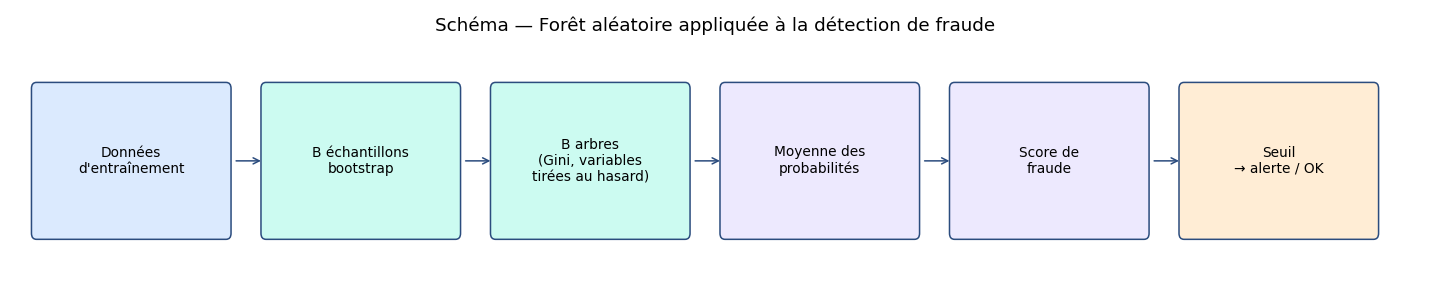 Schéma — Forêt aléatoire appliquée à la détection de fraude
Données
d'entraînement
B échantillons
bootstrap
B arbres
(Gini, variables
tirées au hasard)
Moyenne des
probabilités
Score de
fraude
Seuil
→ alerte / OK